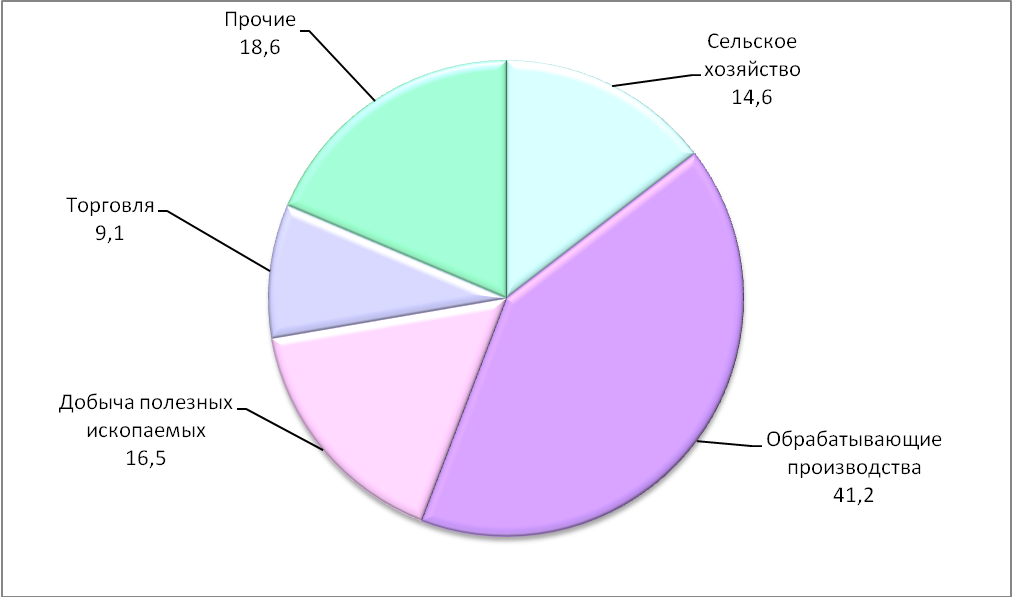 Прочие
18,6
Сельское
хозяйство
14,6
Торговля
9,1
Добыча полезных
ископаемых
16,5
Обрабатывающие
производства
41,2